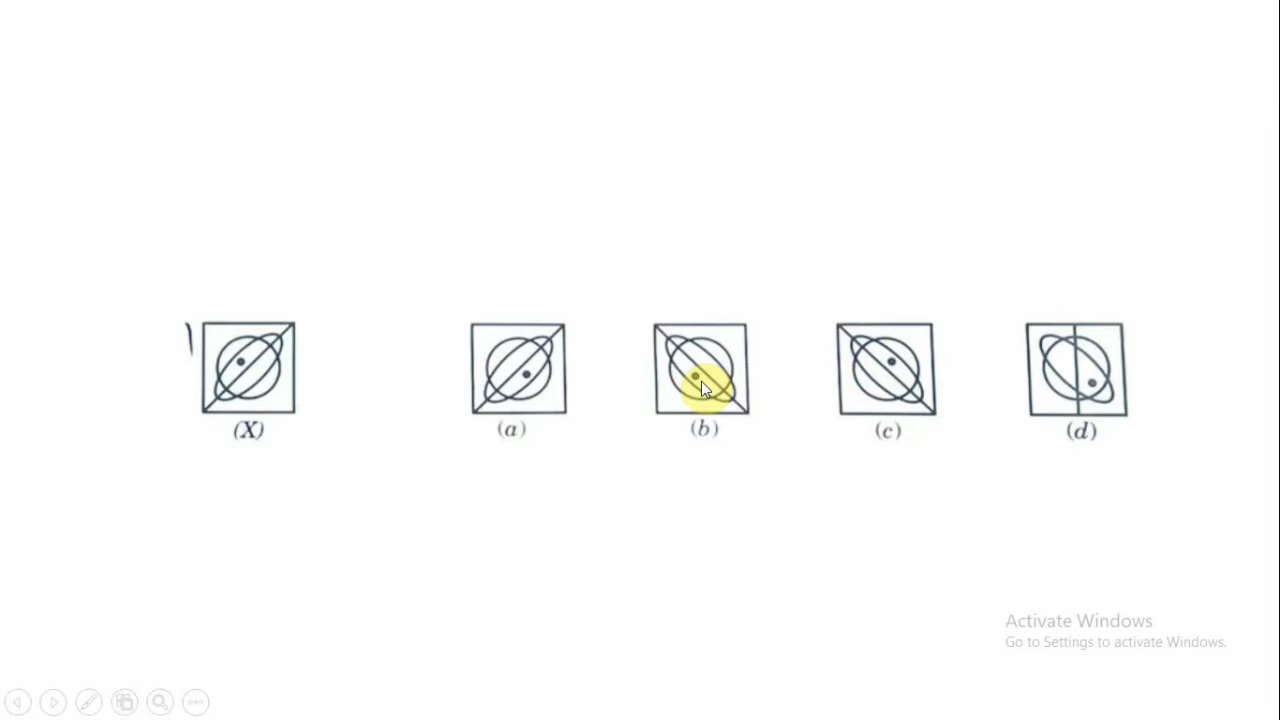 (X)
(a)
(b)
(c)
(d)
Activate Windows
Go to Settings to activate Windows.